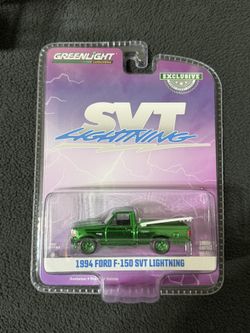 GREENLIGHT
EXCLUSIVE
SVT
LIGHTNING
1994 FORD F-150 SVT LIGHTNING